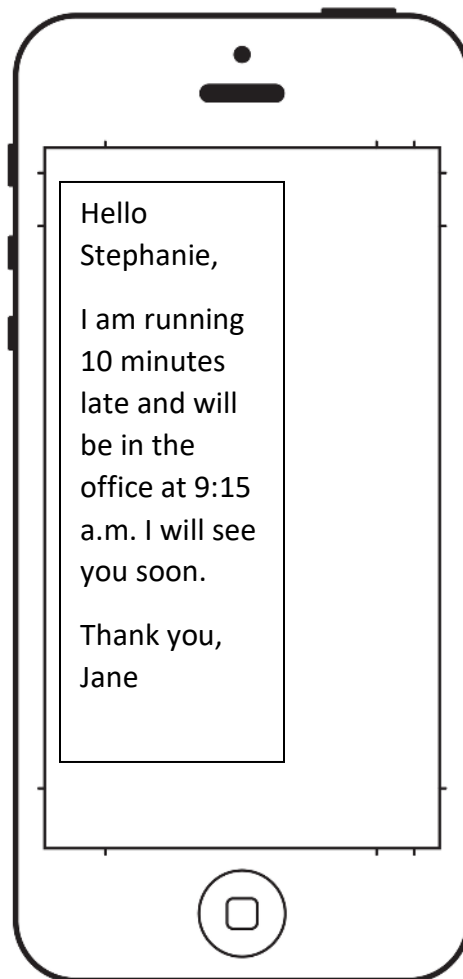 Hello
Stephanie,
I am running
10 minutes
late and will
be in the
office at 9:15
a.m. I will see
you soon.
Thank you,
Jane